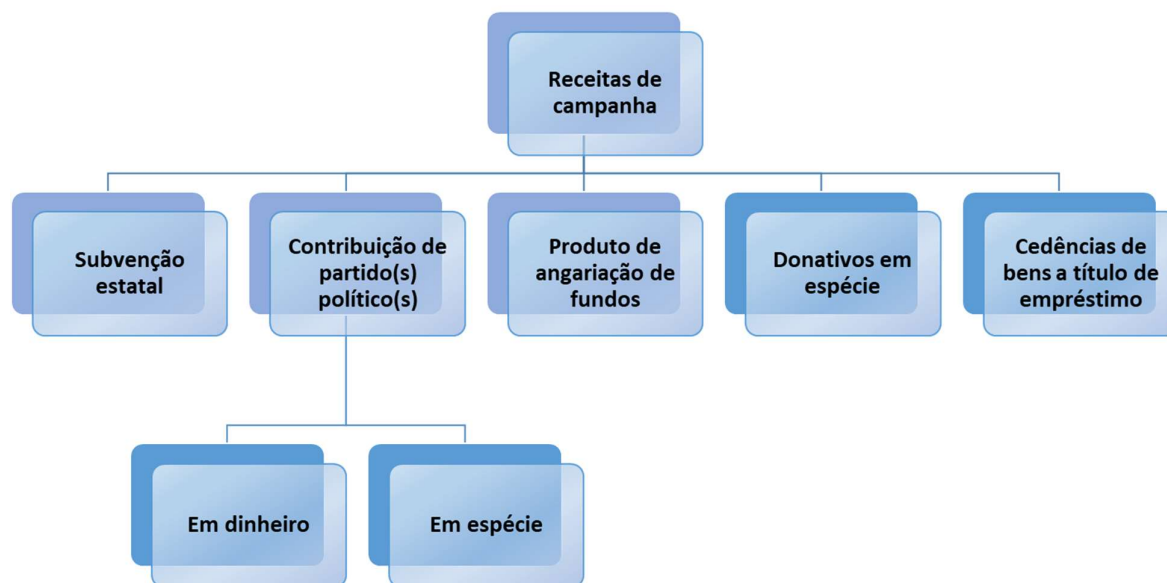 Receitas de
campanha
Subvenção
estatal
Contribuição de
partido(s)
político(s)
Produto de
angariação de
fundos
Donativos em
espécie
Cedências de
bens a título de
empréstimo
Em dinheiro
Em espécie